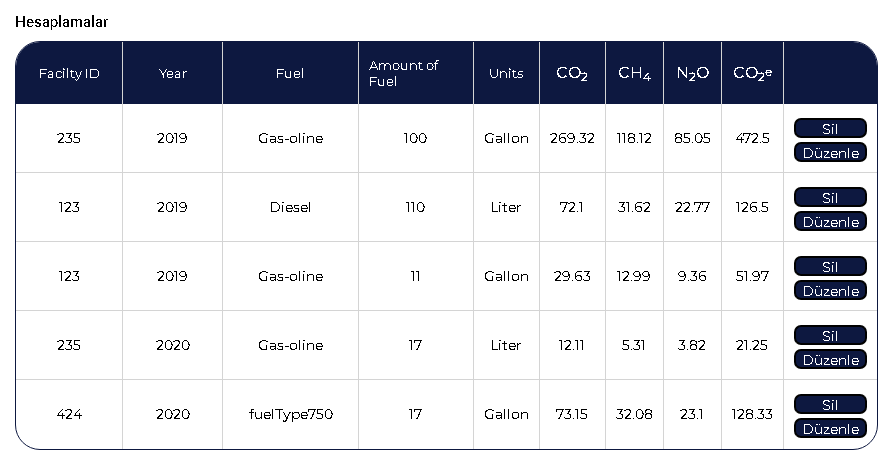 Hesaplamalar
Facilty ID Year Fuel Amount of Fuel Units CO₂ CH₄ N₂O CO₂e
235 2019 Gas-oline 100 Gallon 269.32 118.12 85.05 472.5 Sil Düzenle
123 2019 Diesel 110 Liter 72.1 31.62 22.77 126.5 Sil Düzenle
123 2019 Gas-oline 11 Gallon 29.63 12.99 9.36 51.97 Sil Düzenle
235 2020 Gas-oline 17 Liter 12.11 5.31 3.82 21.25 Sil Düzenle
424 2020 fuelType750 17 Gallon 73.15 32.08 23.1 128.33 Sil Düzenle